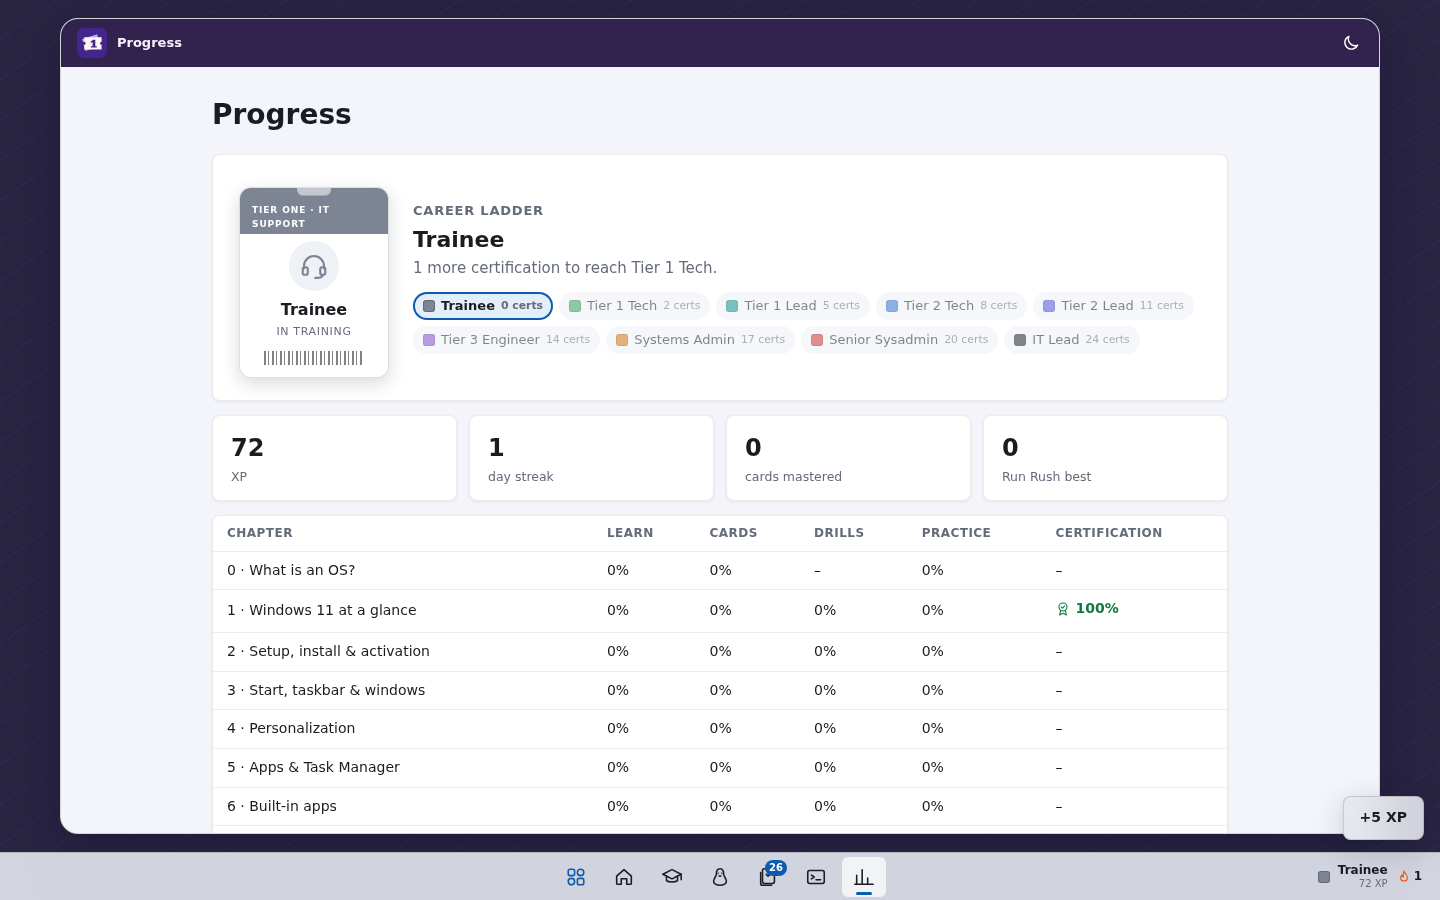 1 Progress
Progress
TIER ONE · IT
SUPPORT
Trainee
IN TRAINING
CAREER LADDER
Trainee
1 more certification to reach Tier 1 Tech.
Trainee 0 certs Tier 1 Tech 2 certs Tier 1 Lead 5 certs Tier 2 Tech 8 certs Tier 2 Lead 11 certs
Tier 3 Engineer 14 certs Systems Admin 17 certs Senior Sysadmin 20 certs IT Lead 24 certs
72
XP
1
day streak
0
cards mastered
0
Run Rush best
CHAPTER LEARN CARDS DRILLS PRACTICE CERTIFICATION
0 · What is an OS? 0% 0% – 0% –
1 · Windows 11 at a glance 0% 0% 0% 0% 100%
2 · Setup, install & activation 0% 0% 0% 0% –
3 · Start, taskbar & windows 0% 0% 0% 0% –
4 · Personalization 0% 0% 0% 0% –
5 · Apps & Task Manager 0% 0% 0% 0% –
6 · Built-in apps 0% 0% 0% 0% –
+5 XP
26
Trainee
72 XP
1